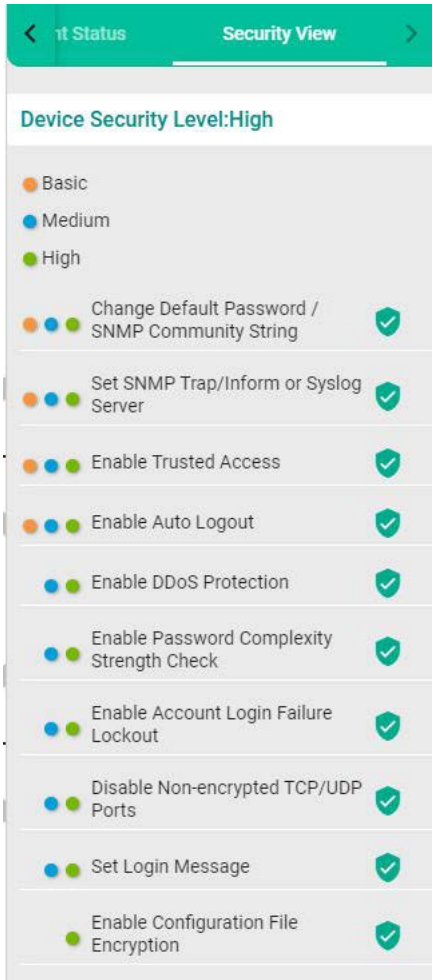 nt Status
Security View
Device Security Level:High
Basic
Medium
High
Change Default Password /
SNMP Community String
Set SNMP Trap/Inform or Syslog
Server
Enable Trusted Access
Enable Auto Logout
Enable DDoS Protection
Enable Password Complexity
Strength Check
Enable Account Login Failure
Lockout
Disable Non-encrypted TCP/UDP
Ports
Set Login Message
Enable Configuration File
Encryption